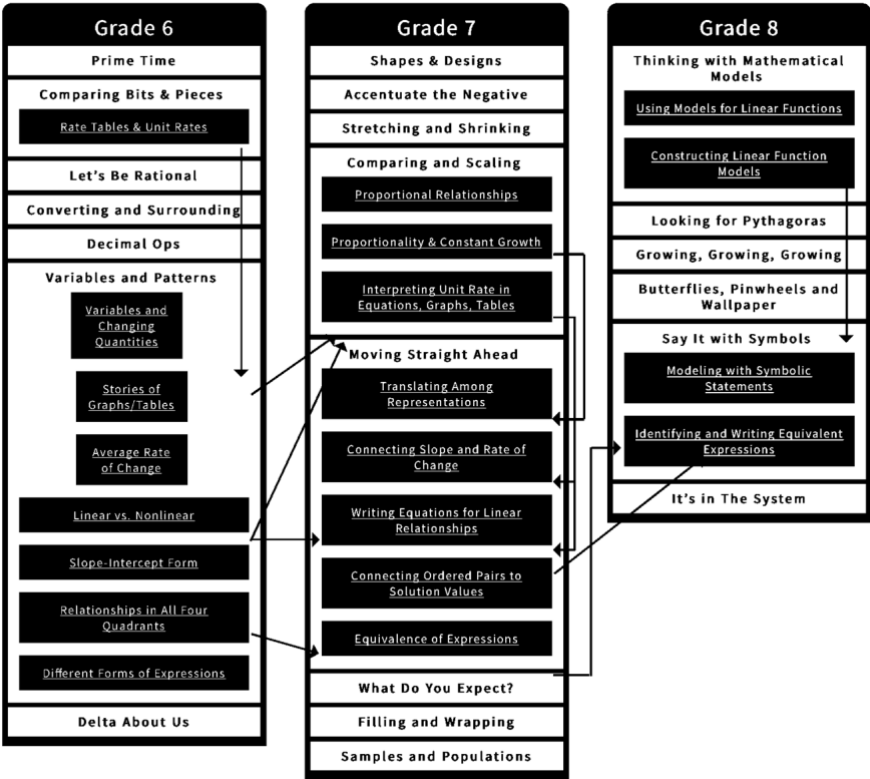 Grade 6
Prime Time
Comparing Bits & Pieces
Rate Tables & Unit Rates
Let's Be Rational
Converting and Surrounding
Decimal Ops
Variables and Patterns
Variables and
Changing
Quantities
Stories of
Graphs/Tables
Average Rate
of Change
Linear vs. Nonlinear
Slope-Intercept Form
Relationships in All Four
Quadrants
Different Forms of Expressions
Delta About Us
Grade 7
Shapes & Designs
Accentuate the Negative
Stretching and Shrinking
Comparing and Scaling
Proportional Relationships
Proportionality & Constant Growth
Interpreting Unit Rate in
Equations, Graphs, Tables
Moving Straight Ahead
Translating Among
Representations
Connecting Slope and Rate of
Change
Writing Equations for Linear
Relationships
Connecting Ordered Pairs to
Solution Values
Equivalence of Expressions
What Do You Expect?
Filling and Wrapping
Samples and Populations
Grade 8
Thinking with Mathematical
Models
Using Models for Linear Functions
Constructing Linear Function
Models
Looking for Pythagoras
Growing, Growing, Growing
Butterflies, Pinwheels and
Wallpaper
Say It with Symbols
Modeling with Symbolic
Statements
Identifying and Writing Equivalent
Expressions
It's in The System